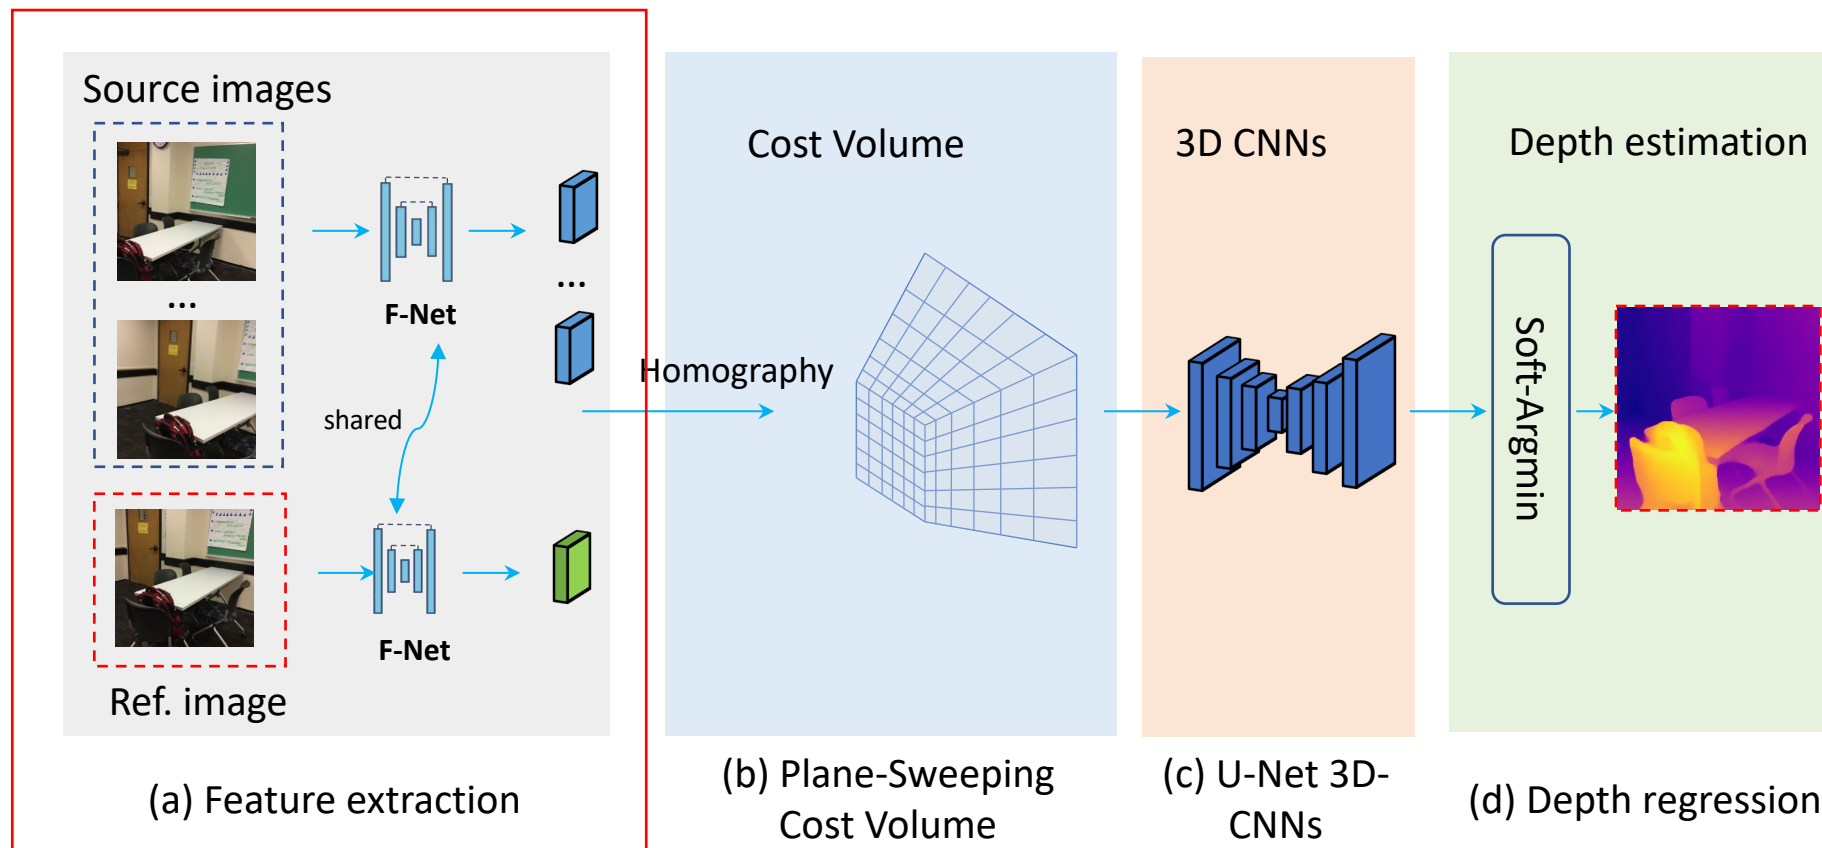 Source images
...
F-Net
...
shared
F-Net
Ref. image
(a) Feature extraction
Cost Volume
Homography
(b) Plane-Sweeping
Cost Volume
3D CNNs
(c) U-Net 3D-
CNNs
Depth estimation
Soft-Argmin
(d) Depth regression